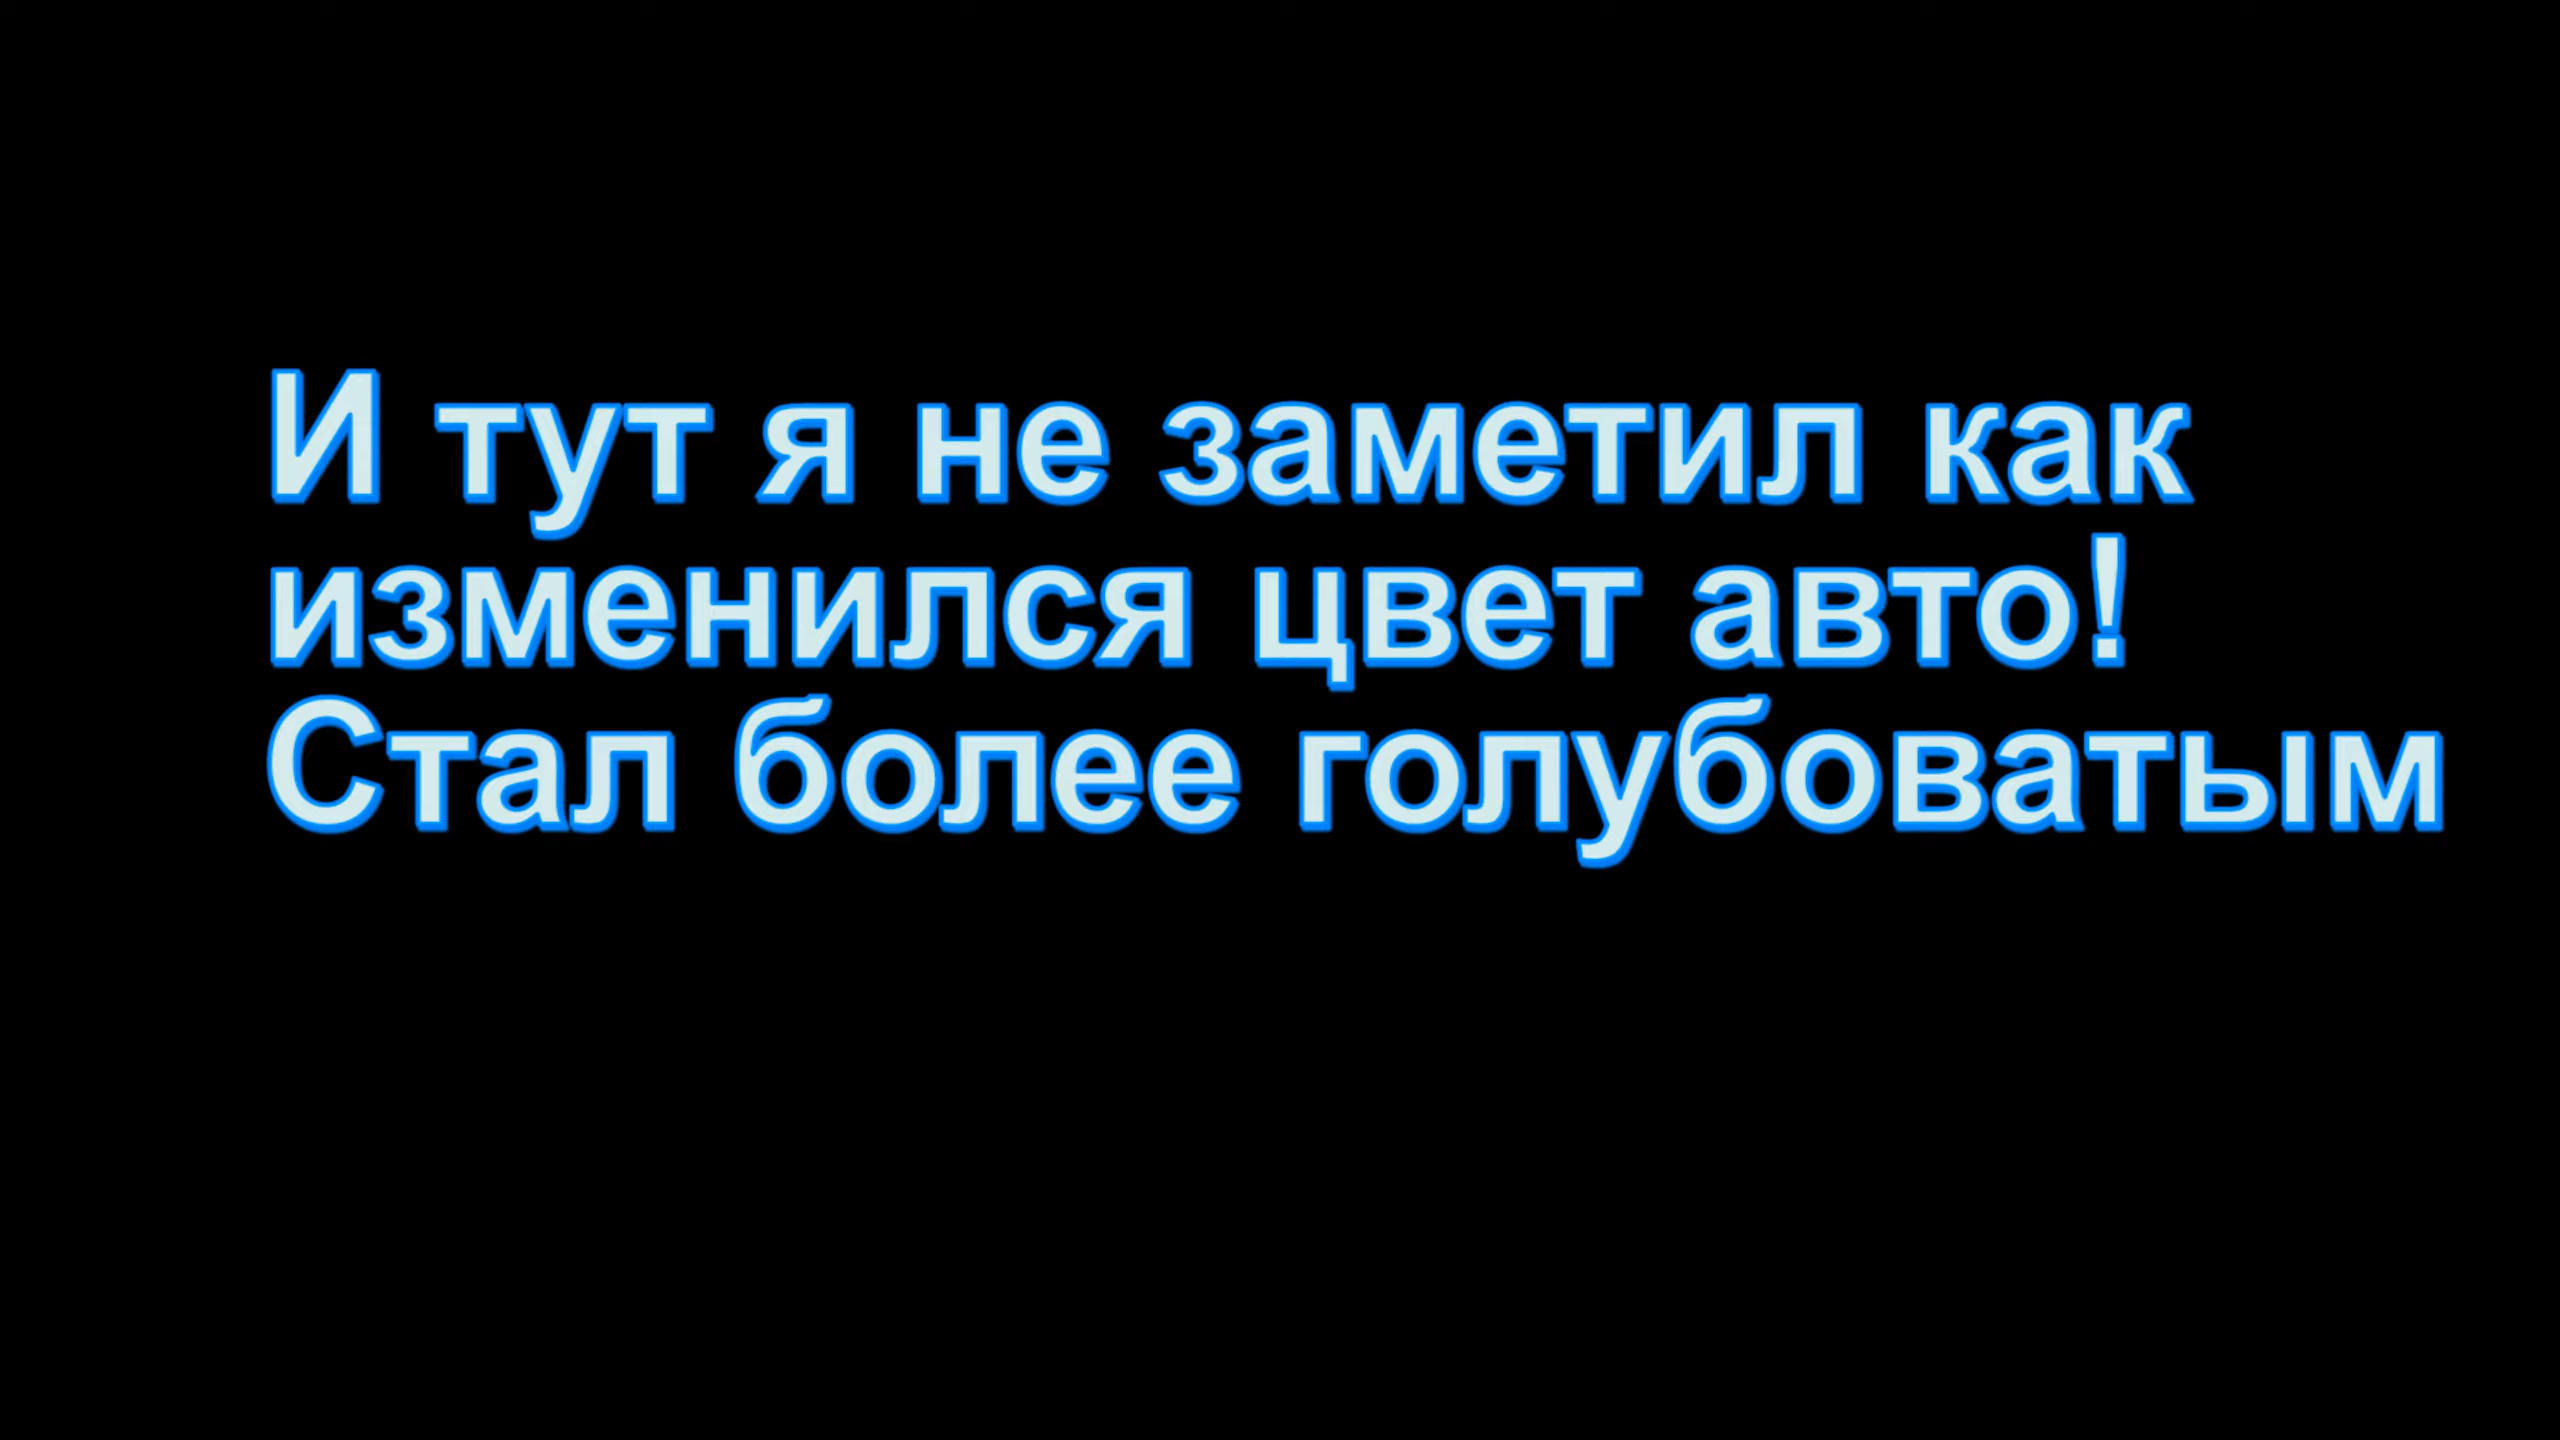 И тут я не заметил как
изменился цвет авто!
Стал более голубоватым